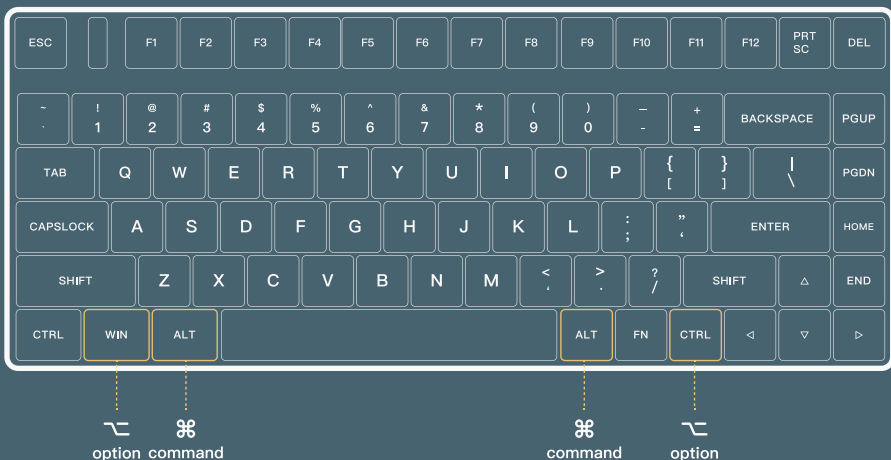 ESC F1 F2 F3 F4 F5 F6 F7 F8 F9 F10 F11 F12 PRT SC DEL
~ ! @ # $ % ^ & * ( ) — +
` 1 2 3 4 5 6 7 8 9 0 - = BACKSPACE PGUP
TAB Q W E R T Y U I O P { [ } ] | \ PGDN
CAPSLOCK A S D F G H J K L : ; ” ‘ ENTER HOME
SHIFT Z X C V B N M < ‘ > . ? / SHIFT △ END
CTRL WIN ALT ALT FN CTRL ◁ ▽ ▷
⌥ ⌘ ⌘ ⌥
option command command option